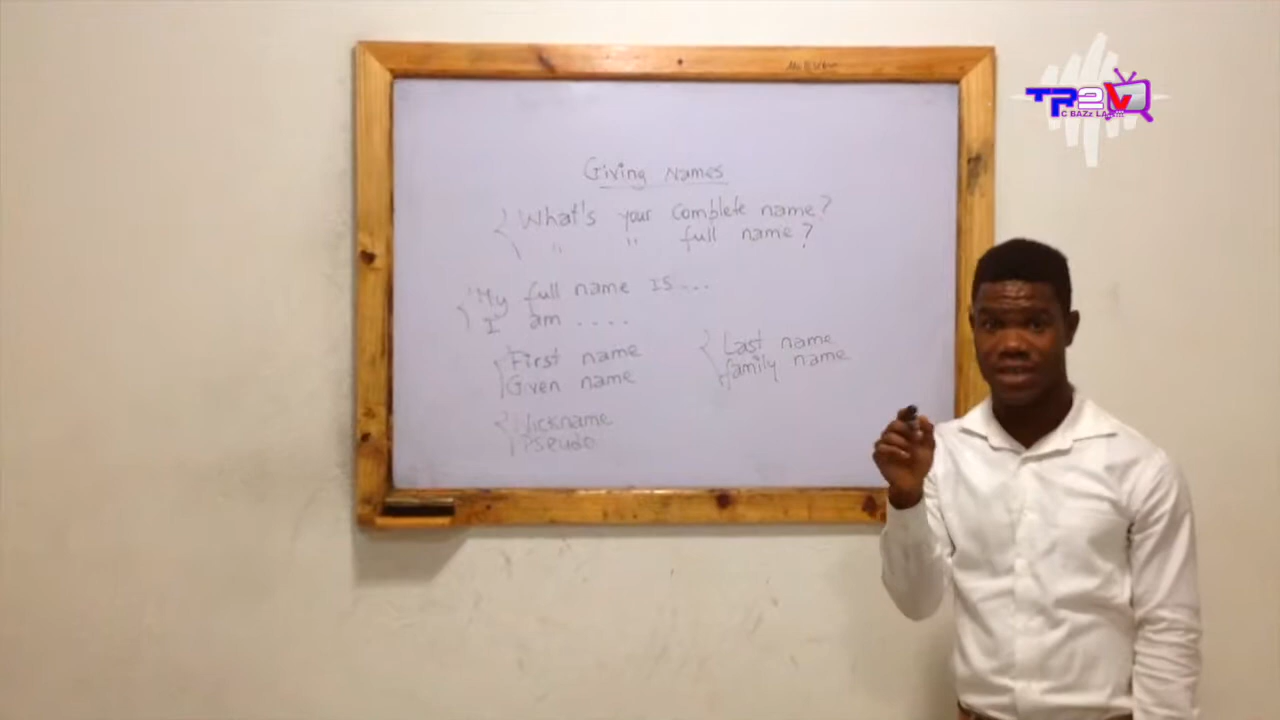 Giving Names
What's your Complete name?
" " full name?
My full name is...
I am ....
First name
Given name
Last name
family name
Nickname
Pseudo
TP2V